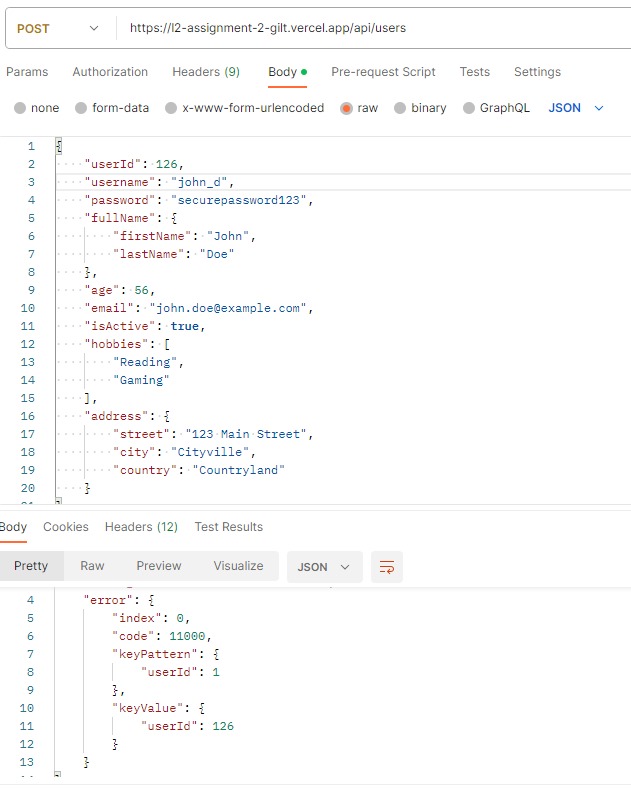 POST https://l2-assignment-2-gilt.vercel.app/api/users
Params Authorization Headers (9) Body Pre-request Script Tests Settings
none form-data x-www-form-urlencoded raw binary GraphQL JSON
1 {
2 "userId": 126,
3 "username": "john_d",
4 "password": "securepassword123",
5 "fullName": {
6 "firstName": "John",
7 "lastName": "Doe"
8 },
9 "age": 56,
10 "email": "john.doe@example.com",
11 "isActive": true,
12 "hobbies": [
13 "Reading",
14 "Gaming"
15 ],
16 "address": {
17 "street": "123 Main Street",
18 "city": "Cityville",
19 "country": "Countryland"
20 }
Body Cookies Headers (12) Test Results
Pretty Raw Preview Visualize JSON
4 "error": {
5 "index": 0,
6 "code": 11000,
7 "keyPattern": {
8 "userId": 1
9 },
10 "keyValue": {
11 "userId": 126
12 }
13 }